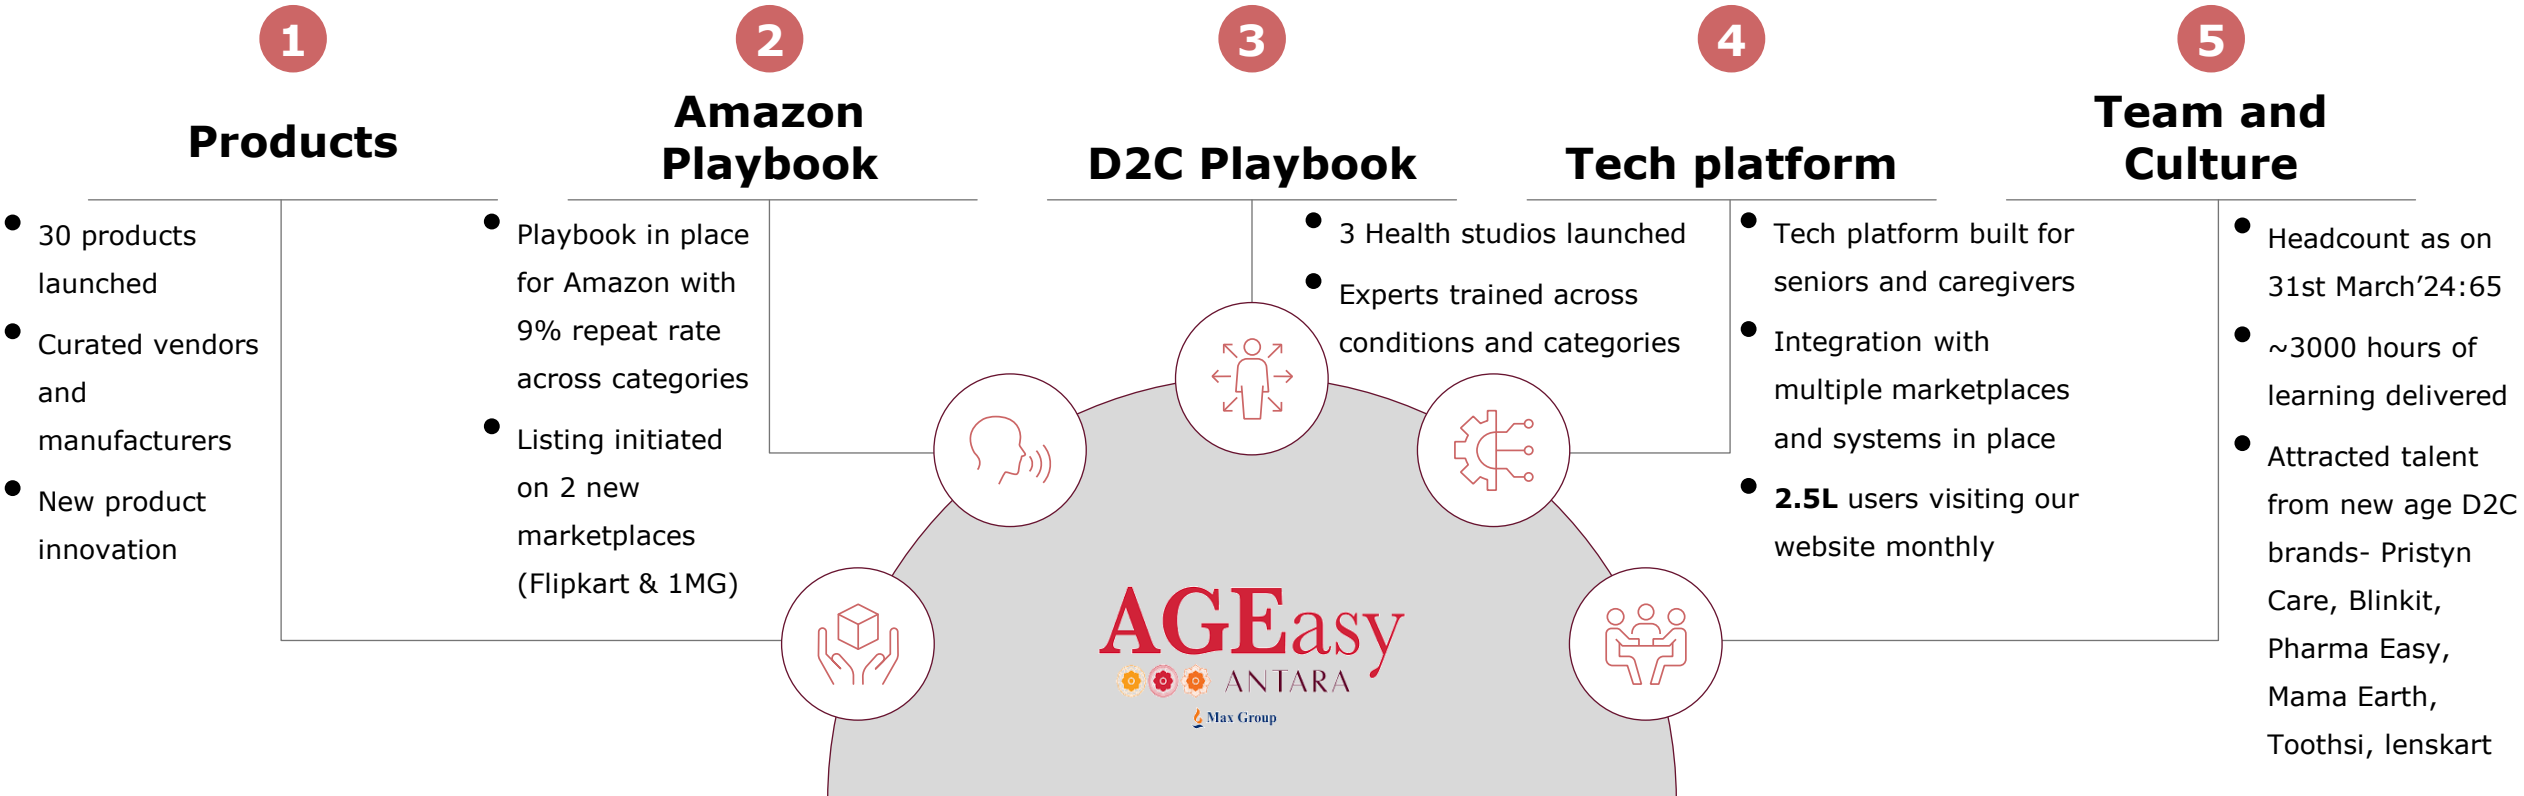 1
Products
30 products
launched
Curated vendors
and
manufacturers
New product
innovation
2
Amazon
Playbook
Playbook in place
for Amazon with
9% repeat rate
across categories
Listing initiated
on 2 new
marketplaces
(Flipkart & 1MG)
3
D2C Playbook
3 Health studios launched
Experts trained across
conditions and categories
4
Tech platform
Tech platform built for
seniors and caregivers
Integration with
multiple marketplaces
and systems in place
2.5L users visiting our
website monthly
5
Team and
Culture
Headcount as on
31st March’24:65
~3000 hours of
learning delivered
Attracted talent
from new age D2C
brands- Pristyn
Care, Blinkit,
Pharma Easy,
Mama Earth,
Toothsi, lenskart
AGEasy
ANTARA
Max Group